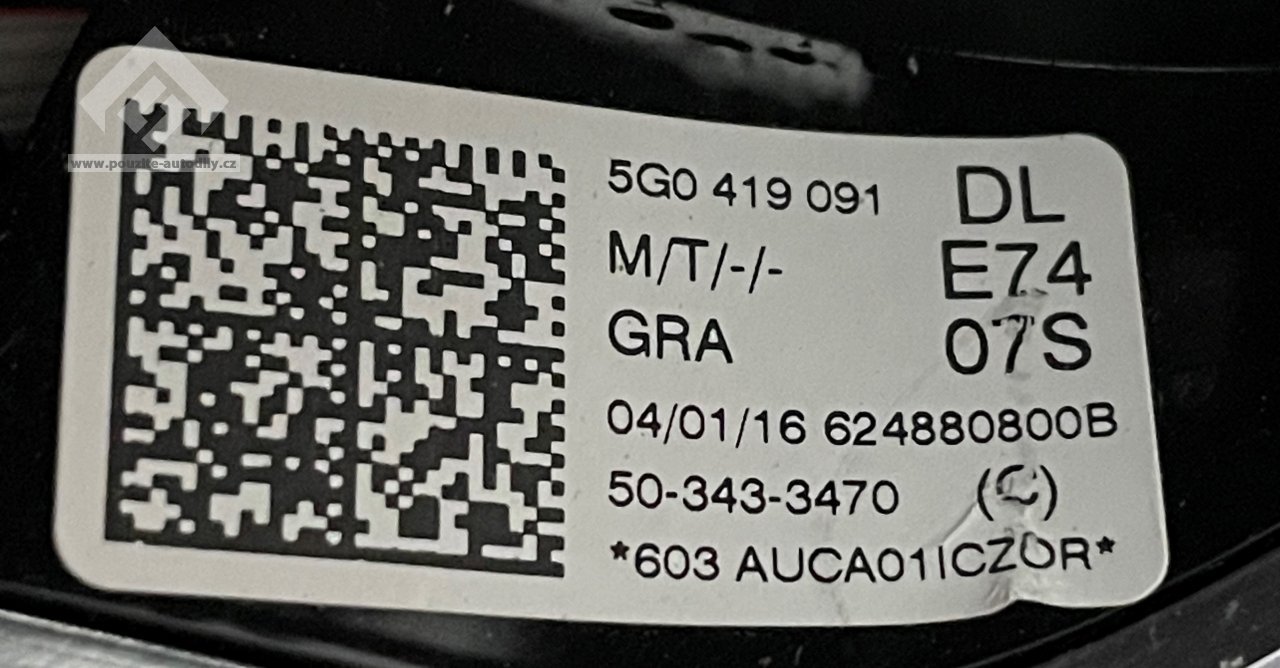 www.pouzite-autodily.cz
5G0 419 091 DL
M/T/-/- E74
GRA 07S
04/01/16 624880800B
50-343-3470 (C)
*603 AUCA01ICZ0R*